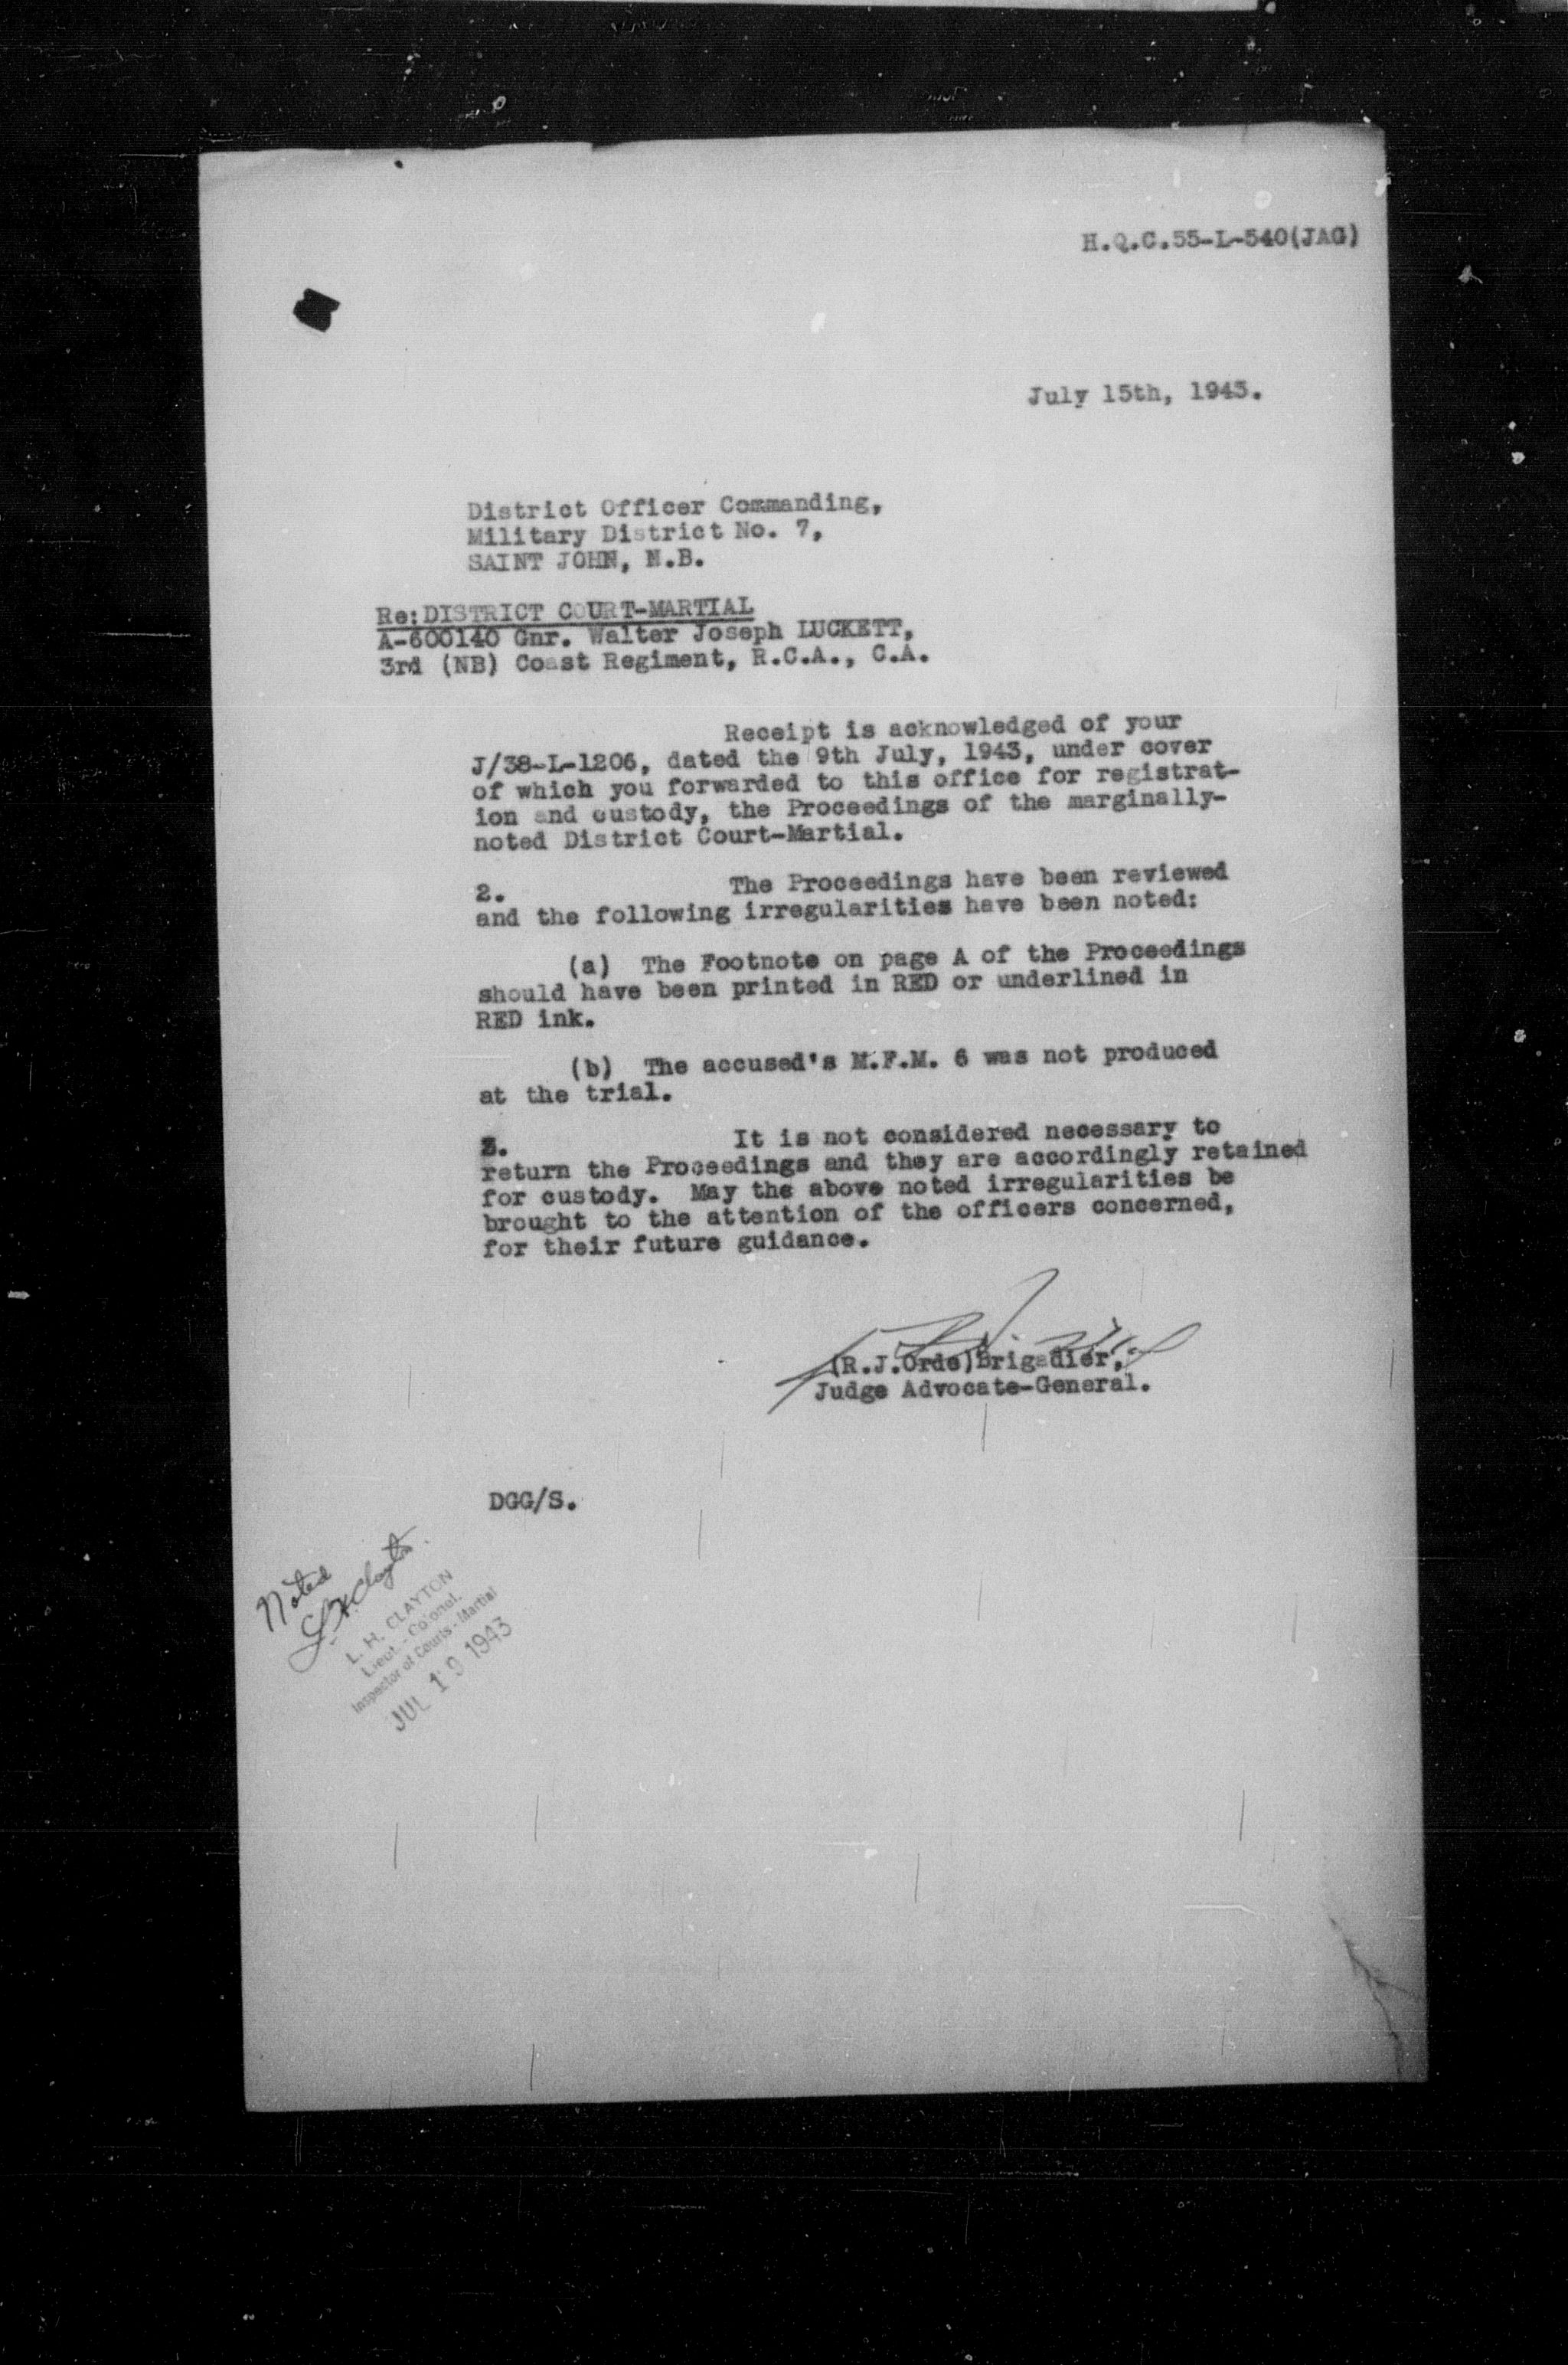 H.Q.C.55-L-540(JAG)
July 15th, 1943.
District Officer Commanding,
Military District No. 7,
SAINT JOHN, N.B.
Re: DISTRICT COURT-MARTIAL
A-600140 Gnr. Walter Joseph LUCKETT,
3rd (NB) Coast Regiment, R.C.A., C.A.
Receipt is acknowledged of your
J/38-L-1206, dated the 9th July, 1943, under cover
of which you forwarded to this office for registrat-
ion and custody, the Proceedings of the marginally-
noted District Court-Martial.
2. The Proceedings have been reviewed
and the following irregularities have been noted:
(a) The Footnote on page A of the Proceedings
should have been printed in RED or underlined in
RED ink.
(b) The accused's M.F.M. 6 was not produced
at the trial.
3. It is not considered necessary to
return the Proceedings and they are accordingly retained
for custody. May the above noted irregularities be
brought to the attention of the officers concerned,
for their future guidance.
(R.J.Orde)Brigadier,
Judge Advocate-General.
DGG/S.
Noted
L H Clayton
L. H. CLAYTON
Lieut. - Colonel.
Inspector of Courts - Martial
JUL 19 1943